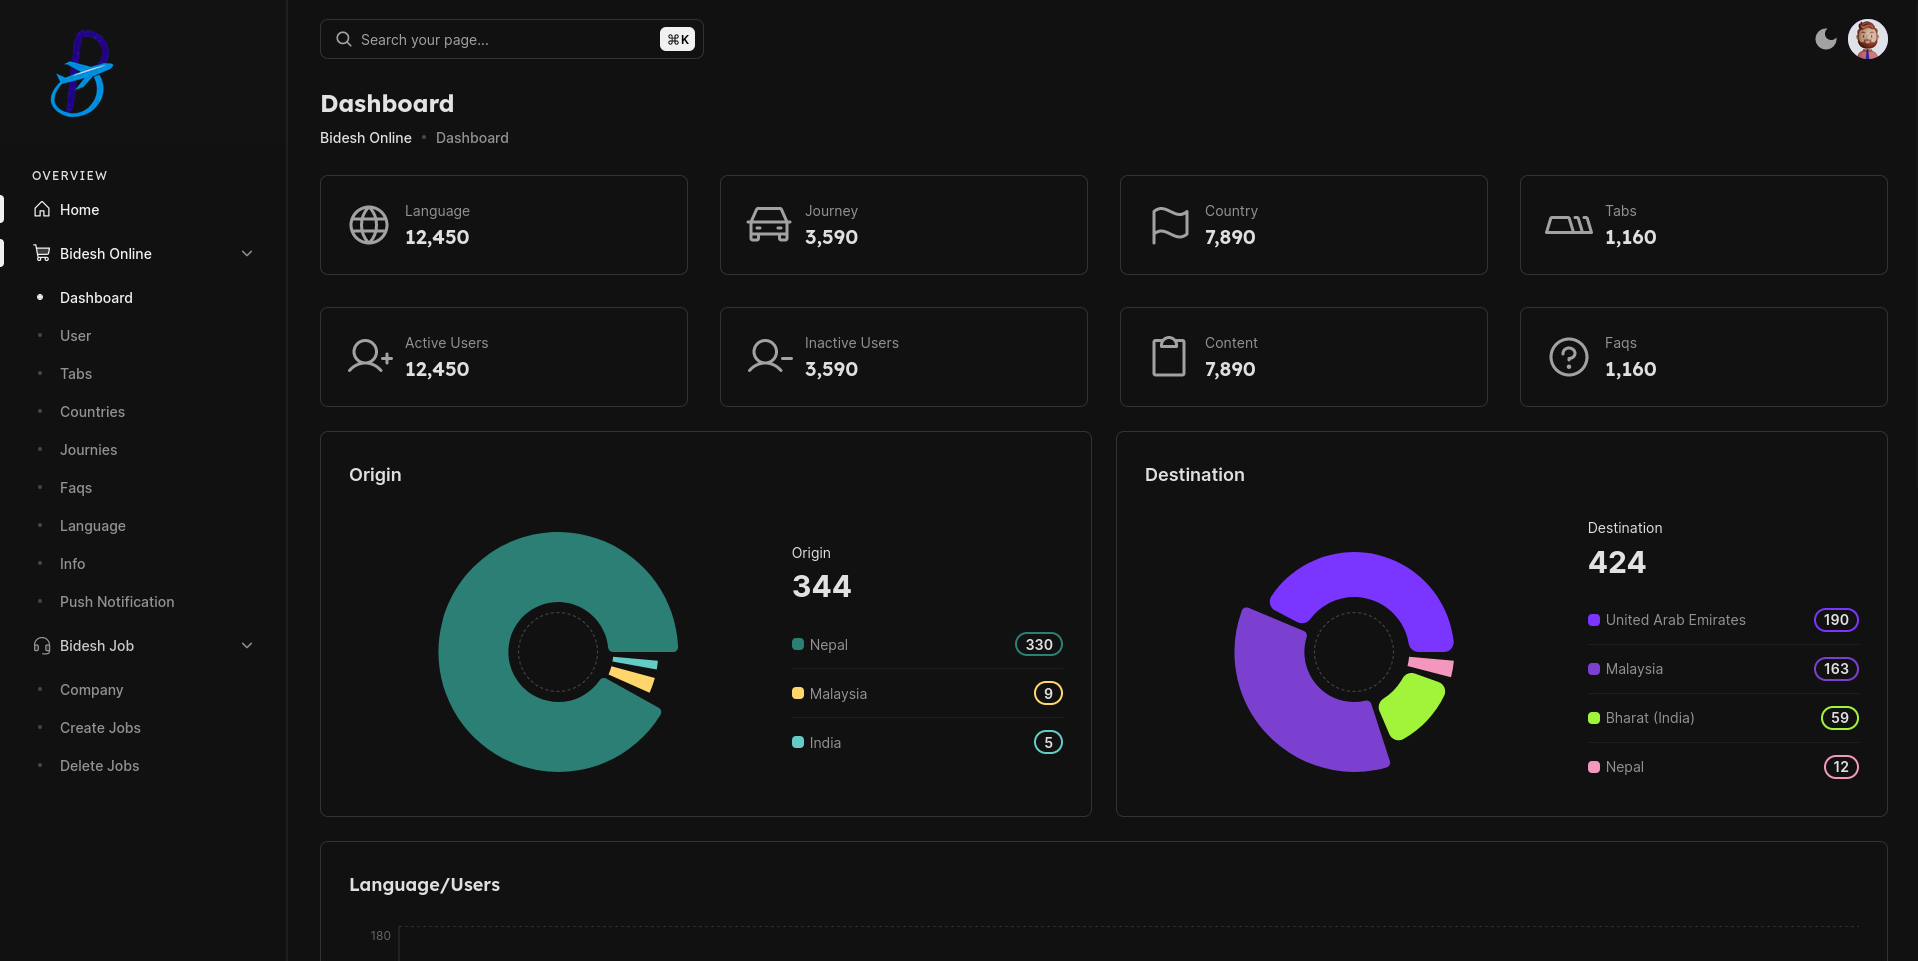 Search your page...
⌘K
OVERVIEW
Home
Bidesh Online
Dashboard
User
Tabs
Countries
Journies
Faqs
Language
Info
Push Notification
Bidesh Job
Company
Create Jobs
Delete Jobs
Dashboard
Bidesh Online • Dashboard
Language
12,450
Journey
3,590
Country
7,890
Tabs
1,160
Active Users
12,450
Inactive Users
3,590
Content
7,890
Faqs
1,160
Origin
Origin
344
Nepal 330
Malaysia 9
India 5
Destination
Destination
424
United Arab Emirates 190
Malaysia 163
Bharat (India) 59
Nepal 12
Language/Users
180